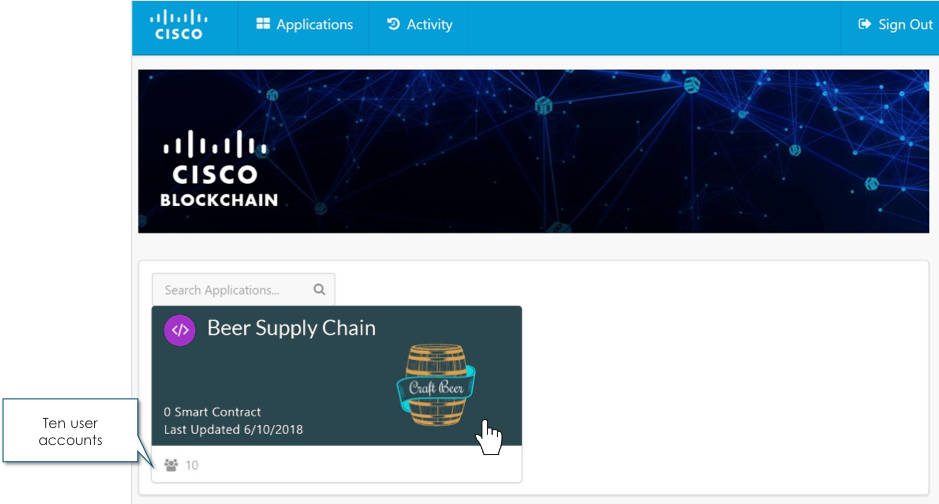 CISCO
Applications
Activity
Sign Out
CISCO
BLOCKCHAIN
Search Applications...
</>
Beer Supply Chain
Craft Beer
0 Smart Contract
Last Updated 6/10/2018
Ten user
accounts
10